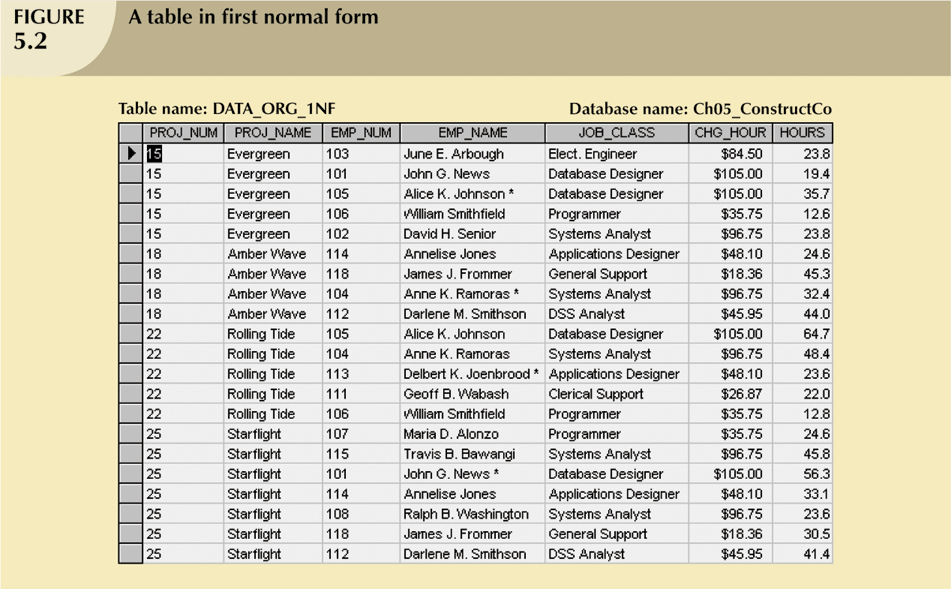 FIGURE 5.2
A table in first normal form
Table name: DATA_ORG_1NF Database name: Ch05_ConstructCo
PROJ_NUM PROJ_NAME EMP_NUM EMP_NAME JOB_CLASS CHG_HOUR HOURS
15 Evergreen 103 June E. Arbough Elect. Engineer $84.50 23.8
15 Evergreen 101 John G. News Database Designer $105.00 19.4
15 Evergreen 105 Alice K. Johnson * Database Designer $105.00 35.7
15 Evergreen 106 William Smithfield Programmer $35.75 12.6
15 Evergreen 102 David H. Senior Systems Analyst $96.75 23.8
18 Amber Wave 114 Annelise Jones Applications Designer $48.10 24.6
18 Amber Wave 118 James J. Frommer General Support $18.36 45.3
18 Amber Wave 104 Anne K. Ramoras * Systems Analyst $96.75 32.4
18 Amber Wave 112 Darlene M. Smithson DSS Analyst $45.95 44.0
22 Rolling Tide 105 Alice K. Johnson Database Designer $105.00 64.7
22 Rolling Tide 104 Anne K. Ramoras Systems Analyst $96.75 48.4
22 Rolling Tide 113 Delbert K. Joenbrood * Applications Designer $48.10 23.6
22 Rolling Tide 111 Geoff B. Wabash Clerical Support $26.87 22.0
22 Rolling Tide 106 William Smithfield Programmer $35.75 12.8
25 Starflight 107 Maria D. Alonzo Programmer $35.75 24.6
25 Starflight 115 Travis B. Bawangi Systems Analyst $96.75 45.8
25 Starflight 101 John G. News * Database Designer $105.00 56.3
25 Starflight 114 Annelise Jones Applications Designer $48.10 33.1
25 Starflight 108 Ralph B. Washington Systems Analyst $96.75 23.6
25 Starflight 118 James J. Frommer General Support $18.36 30.5
25 Starflight 112 Darlene M. Smithson DSS Analyst $45.95 41.4